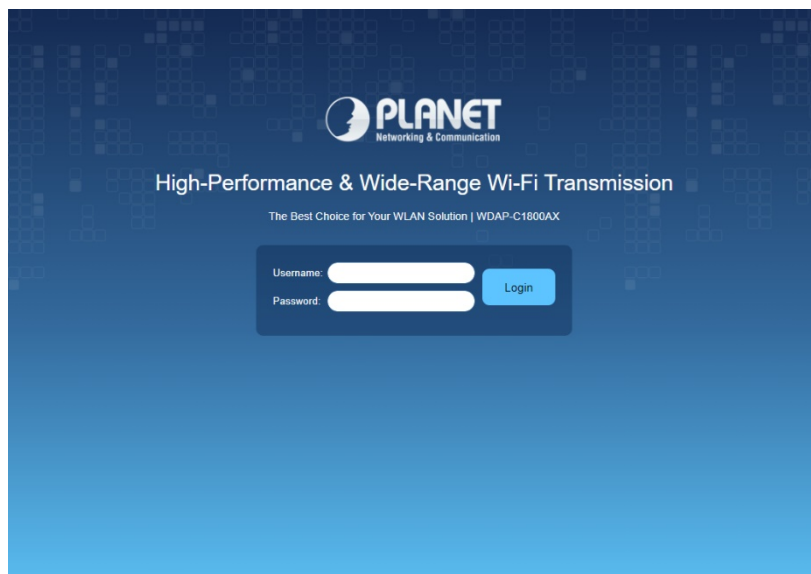 PLANET
Networking & Communication
High-Performance & Wide-Range Wi-Fi Transmission
The Best Choice for Your WLAN Solution | WDAP-C1800AX
Username:
Login
Password: